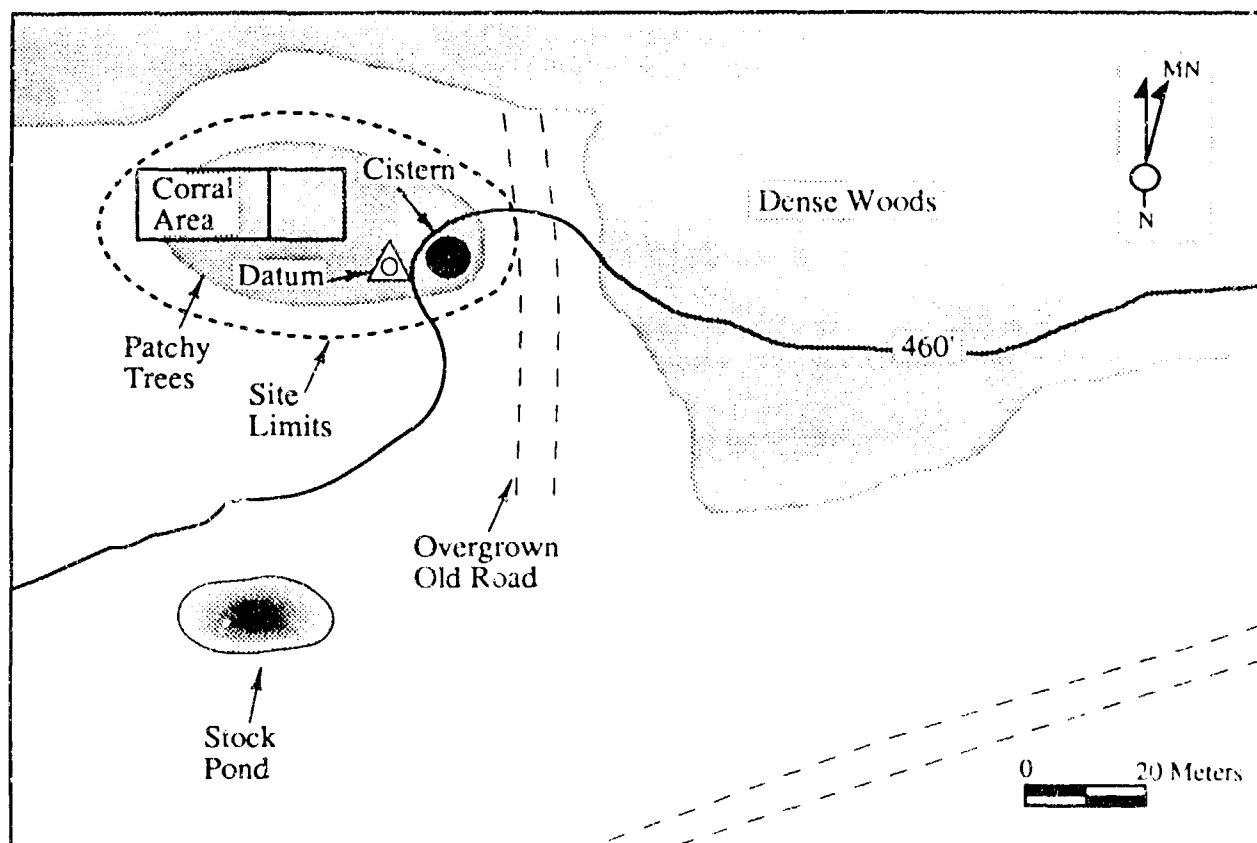 MN
N
Cistern
Corral
Area
Dense Woods
Datum
Patchy
Trees
Site
Limits
460'
Overgrown
Old Road
Stock
Pond
0 20 Meters